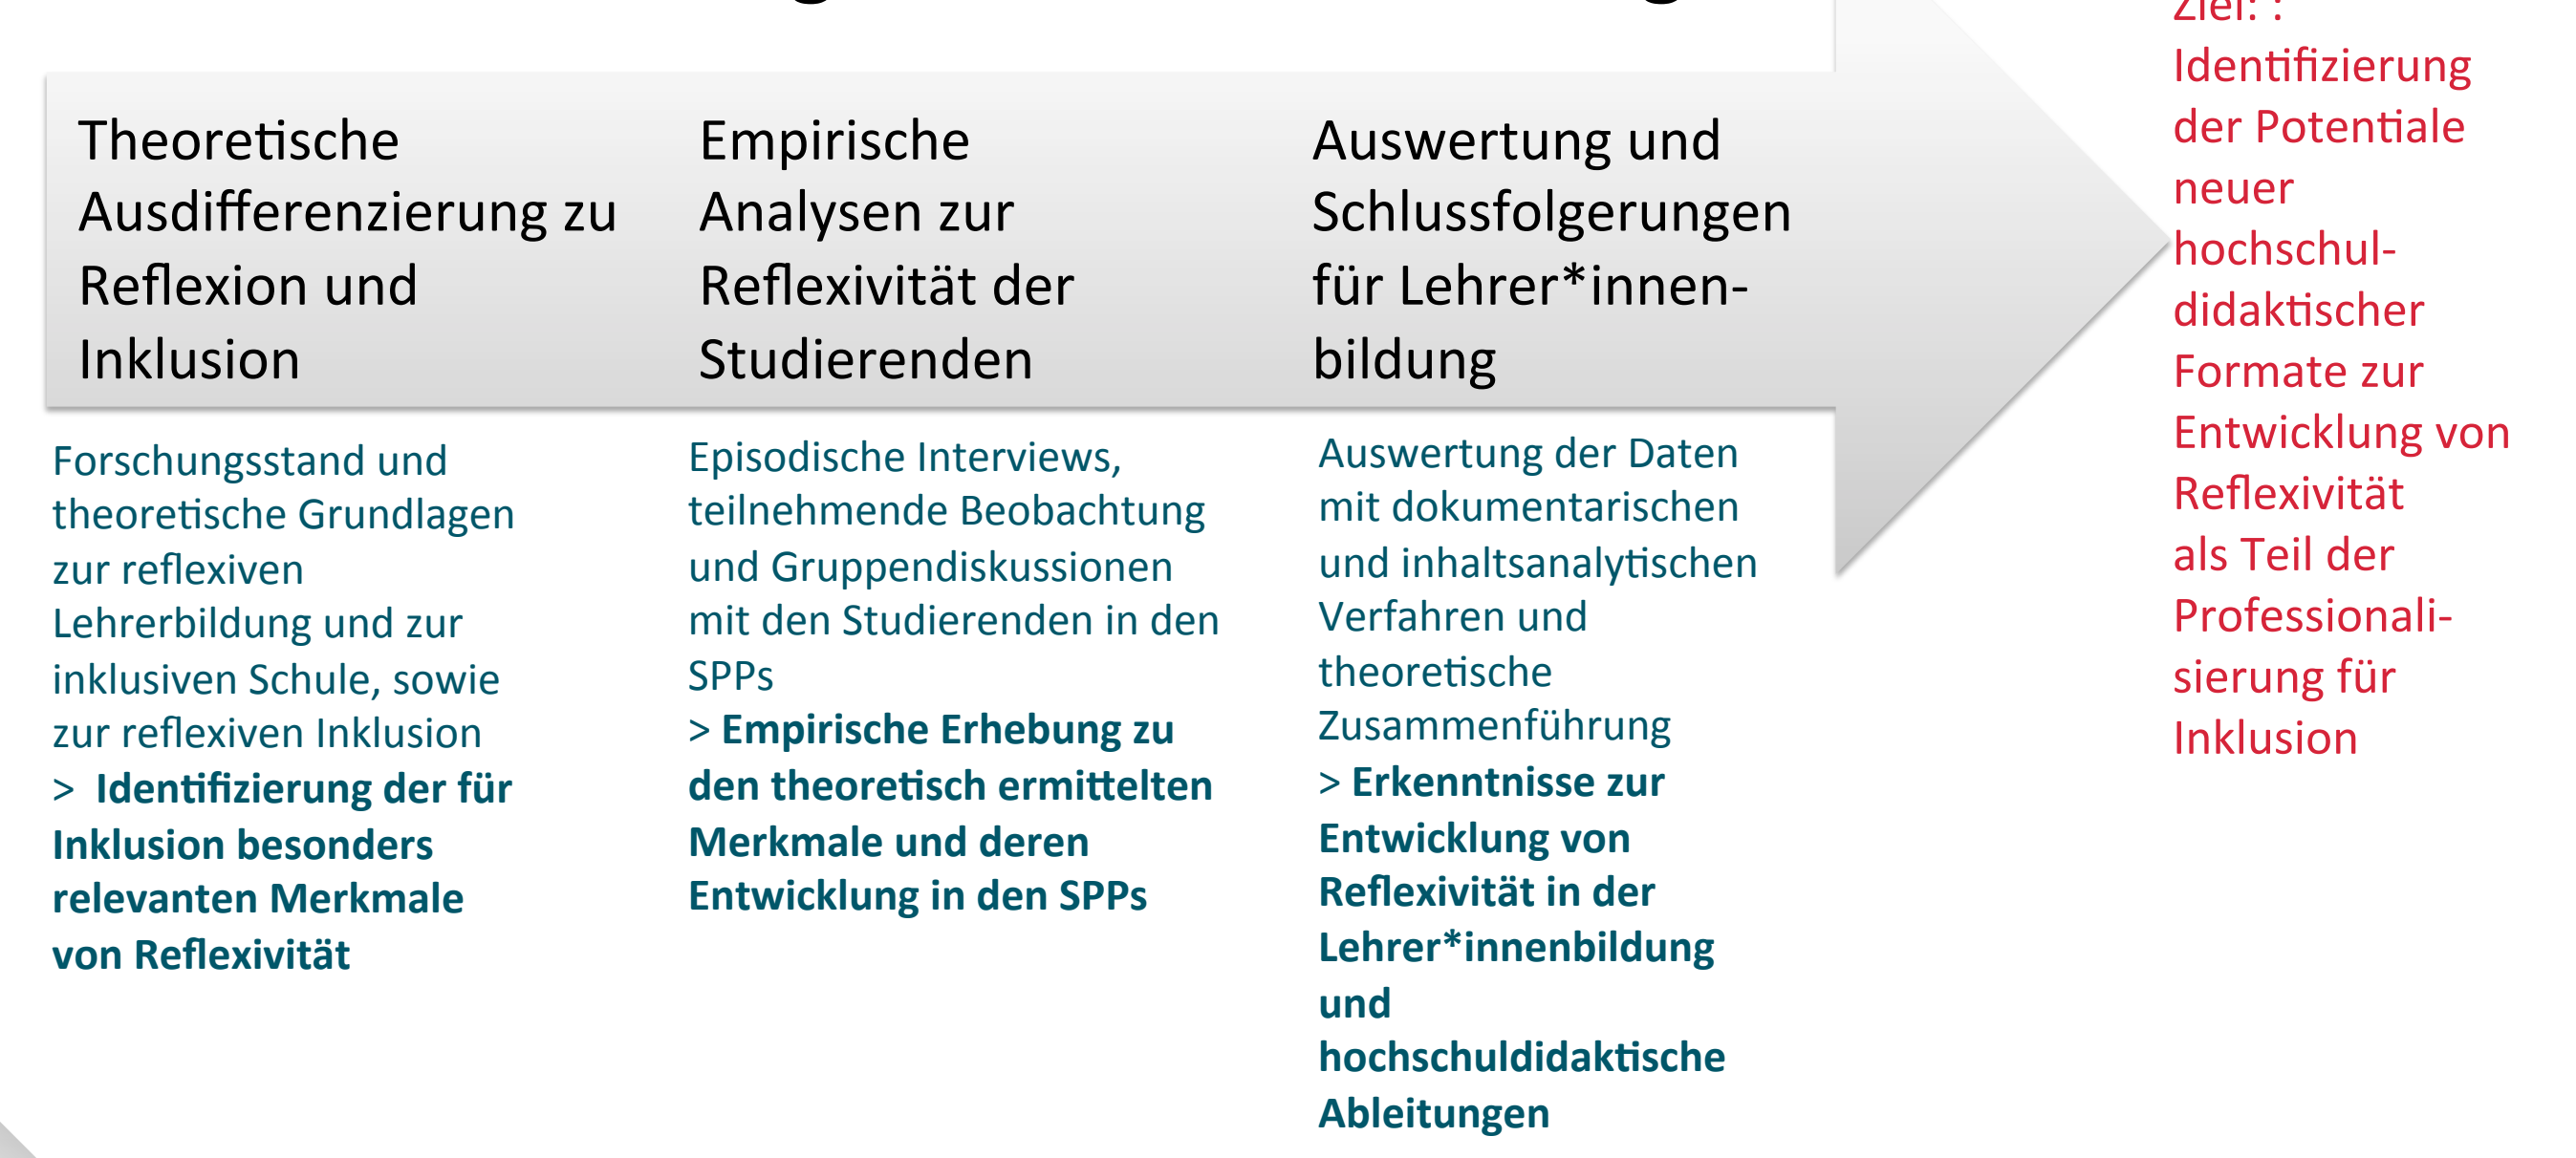 Theoretische
Ausdifferenzierung zu
Reflexion und
Inklusion
Empirische
Analysen zur
Reflexivität der
Studierenden
Auswertung und
Schlussfolgerungen
für Lehrer*innen-
bildung
Forschungsstand und
theoretische Grundlagen
zur reflexiven
Lehrerbildung und zur
inklusiven Schule, sowie
zur reflexiven Inklusion
> Identifizierung der für
Inklusion besonders
relevanten Merkmale
von Reflexivität
Episodische Interviews,
teilnehmende Beobachtung
und Gruppendiskussionen
mit den Studierenden in den
SPPs
> Empirische Erhebung zu
den theoretisch ermittelten
Merkmale und deren
Entwicklung in den SPPs
Auswertung der Daten
mit dokumentarischen
und inhaltsanalytischen
Verfahren und
theoretische
Zusammenführung
> Erkenntnisse zur
Entwicklung von
Reflexivität in der
Lehrer*innenbildung
und
hochschuldidaktische
Ableitungen
Ziel: :
Identifizierung
der Potentiale
neuer
hochschul-
didaktischer
Formate zur
Entwicklung von
Reflexivität
als Teil der
Professionali-
sierung für
Inklusion